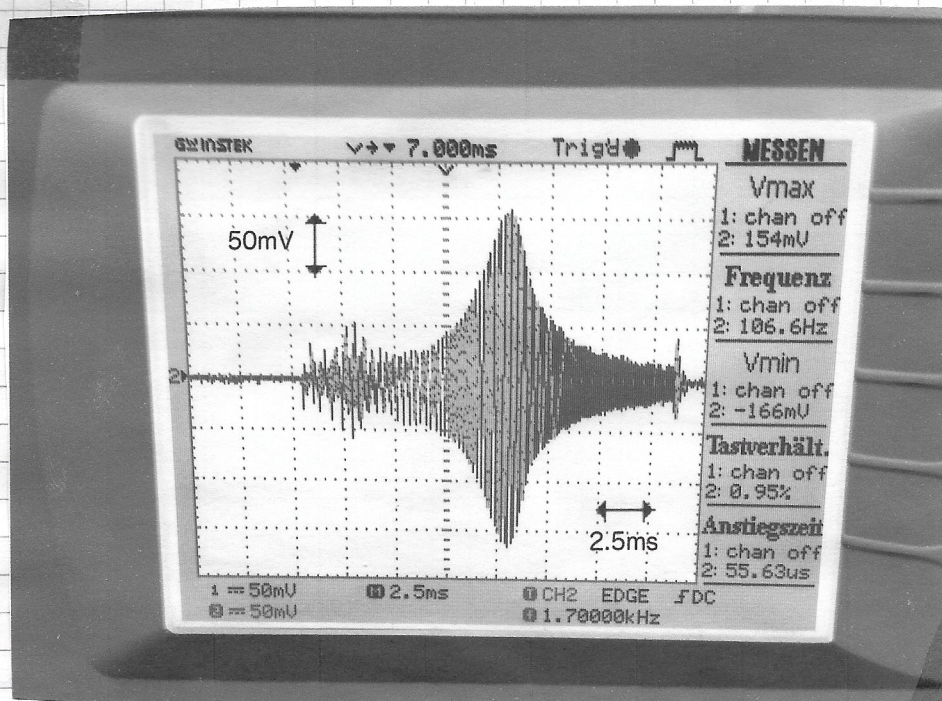 GWINSTEK 7.000ms Trig'd MESSEN
Vmax
1: chan off
2: 154mV
Frequenz
1: chan off
2: 106.6Hz
Vmin
1: chan off
2: -166mV
Tastverhält.
1: chan off
2: 0.95%
Anstiegszeit
1: chan off
2: 55.63us
50mV
2
2.5ms
1 50mV M 2.5ms T CH2 EDGE DC
2 50mV 1.70000kHz